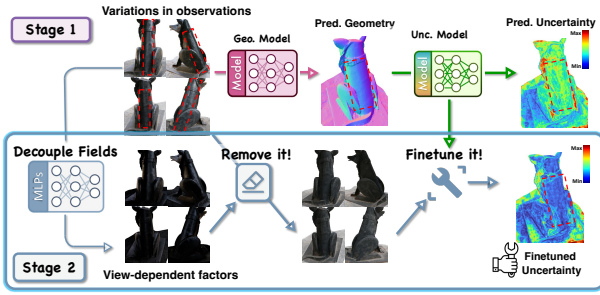 Stage 1
Variations in observations
Geo. Model
Model
Pred. Geometry
Unc. Model
Model
Pred. Uncertainty
Max
Min
Decouple Fields
MLPs
Remove it!
Finetune it!
Max
Min
Stage 2
View-dependent factors
Finetuned
Uncertainty